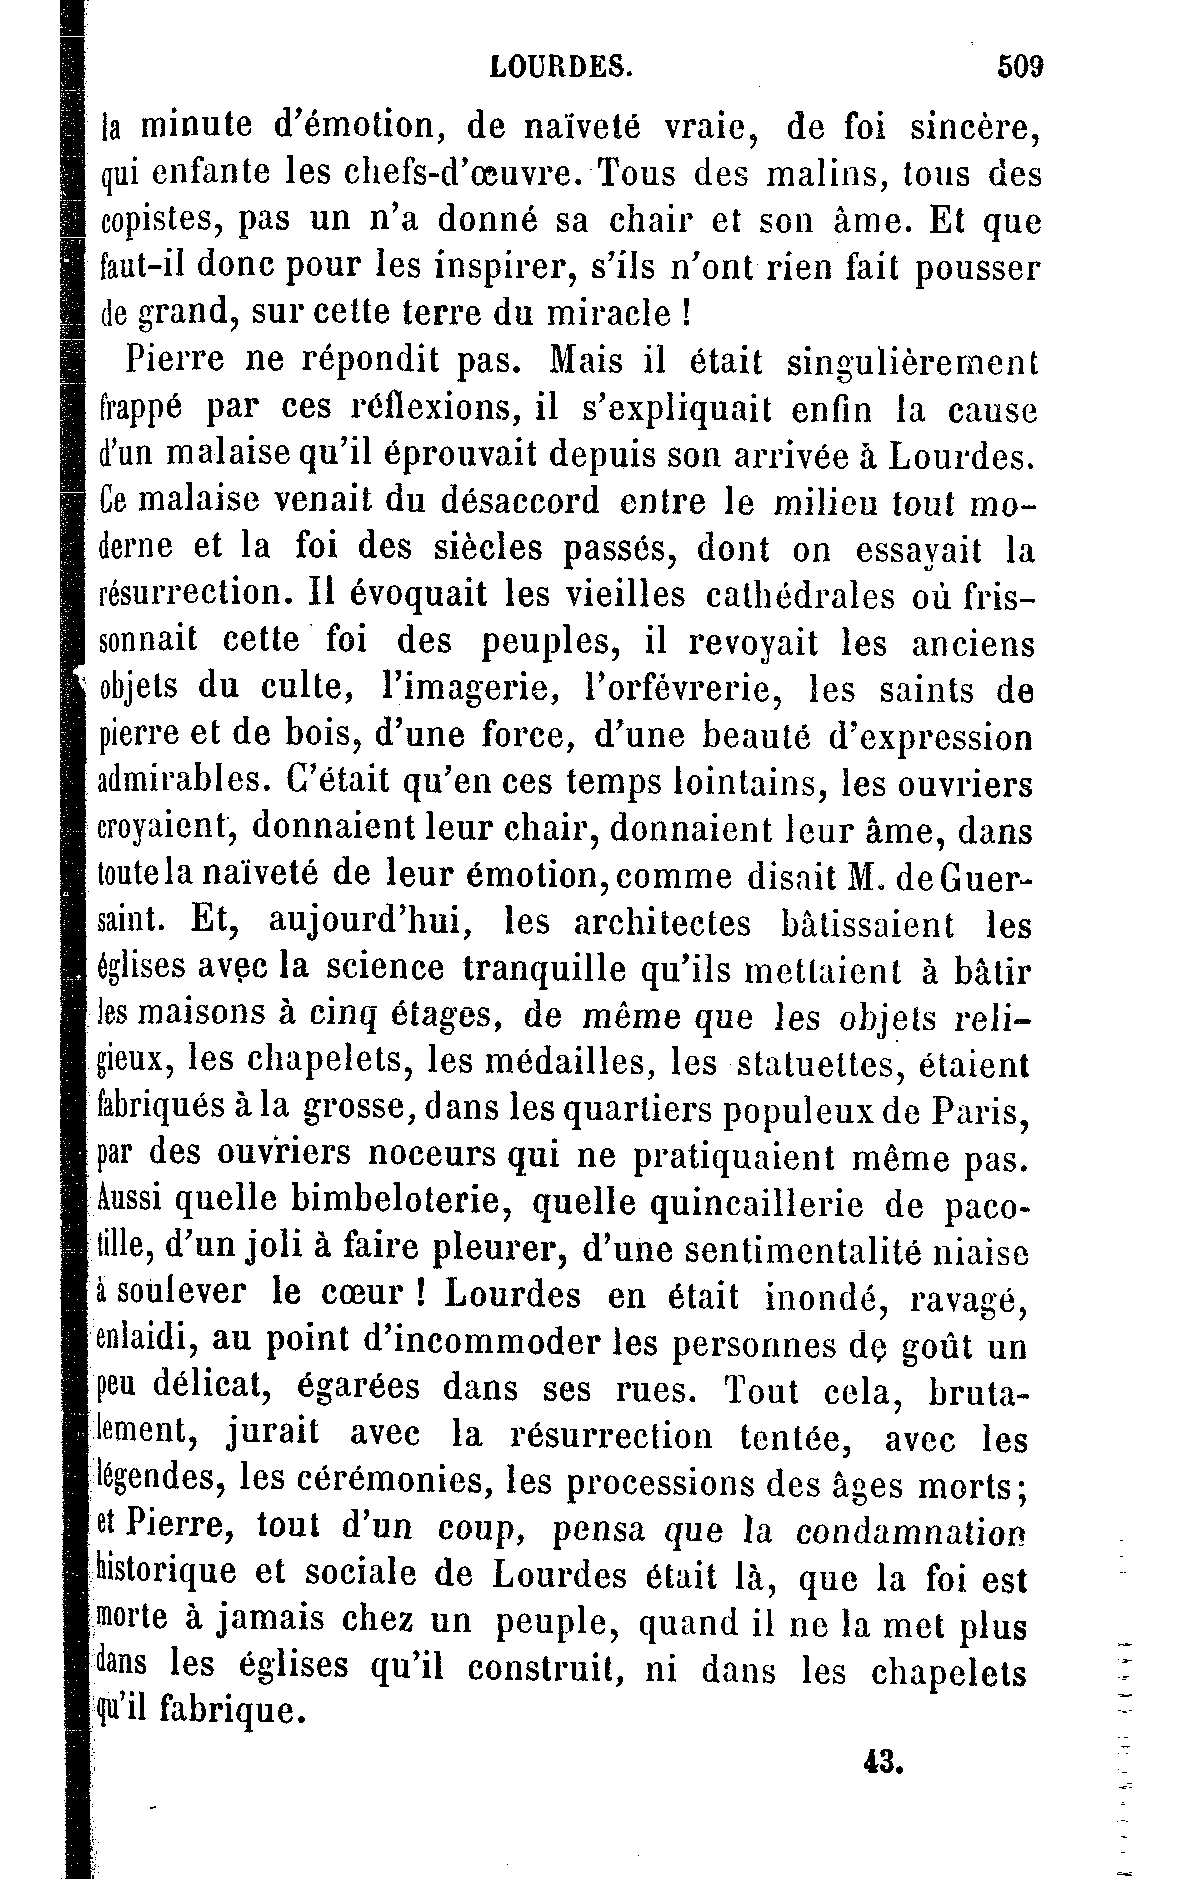 LOURDES. 509
la minute d'émotion, de naïveté vraie, de foi sincère,
qui enfante les chefs-d'œuvre. Tous des malins, tous des
copistes, pas un n'a donné sa chair et son âme. Et que
faut-il donc pour les inspirer, s'ils n'ont rien fait pousser
de grand, sur cette terre du miracle !
Pierre ne répondit pas. Mais il était singulièrement
frappé par ces réflexions, il s'expliquait enfin la cause
d'un malaise qu'il éprouvait depuis son arrivée à Lourdes.
Ce malaise venait du désaccord entre le milieu tout mo-
derne et la foi des siècles passés, dont on essayait la
résurrection. Il évoquait les vieilles cathédrales où fris-
sonnait cette foi des peuples, il revoyait les anciens
objets du culte, l'imagerie, l'orfévrerie, les saints de
pierre et de bois, d'une force, d'une beauté d'expression
admirables. C'était qu'en ces temps lointains, les ouvriers
croyaient, donnaient leur chair, donnaient leur âme, dans
toute la naïveté de leur émotion, comme disait M. de Guer-
saint. Et, aujourd'hui, les architectes bâtissaient les
églises avec la science tranquille qu'ils mettaient à bâtir
les maisons à cinq étages, de même que les objets reli-
gieux, les chapelets, les médailles, les statuettes, étaient
fabriqués à la grosse, dans les quartiers populeux de Paris,
par des ouvriers noceurs qui ne pratiquaient même pas.
Aussi quelle bimbeloterie, quelle quincaillerie de paco-
tille, d'un joli à faire pleurer, d'une sentimentalité niaise
à soulever le cœur ! Lourdes en était inondé, ravagé,
enlaidi, au point d'incommoder les personnes de goût un
peu délicat, égarées dans ses rues. Tout cela, bruta-
lement, jurait avec la résurrection tentée, avec les
légendes, les cérémonies, les processions des âges morts;
et Pierre, tout d'un coup, pensa que la condamnation
historique et sociale de Lourdes était là, que la foi est
morte à jamais chez un peuple, quand il ne la met plus
dans les églises qu'il construit, ni dans les chapelets
qu'il fabrique.
43.